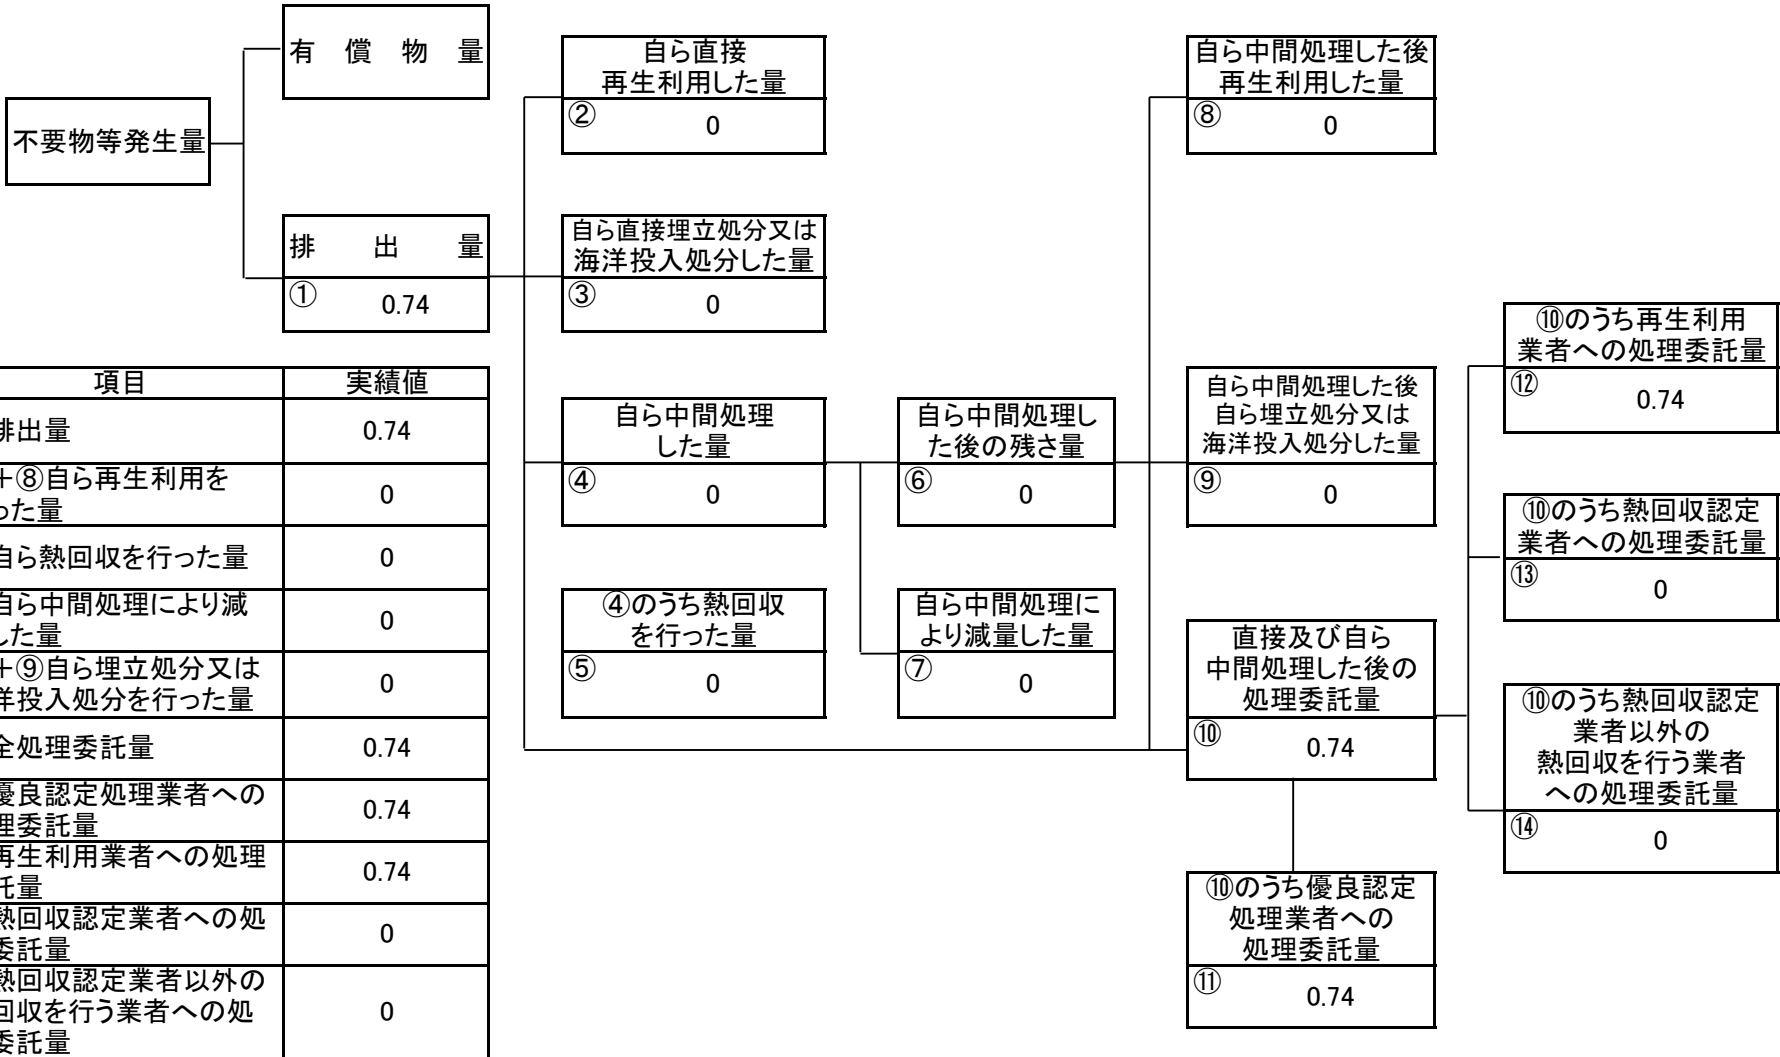 有償物量
不要物等発生量
排出量
① 0.74
自ら直接
再生利用した量
② 0
自ら直接埋立処分又は
海洋投入処分した量
③ 0
自ら中間処理
した量
④ 0
④のうち熱回収
を行った量
⑤ 0
自ら中間処理し
た後の残さ量
⑥ 0
自ら中間処理に
より減量した量
⑦ 0
自ら中間処理した後
再生利用した量
⑧ 0
自ら中間処理した後
自ら埋立処分又は
海洋投入処分した量
⑨ 0
直接及び自ら
中間処理した後の
処理委託量
⑩ 0.74
⑩のうち優良認定
処理業者への
処理委託量
⑪ 0.74
⑩のうち再生利用
業者への処理委託量
⑫ 0.74
⑩のうち熱回収認定
業者への処理委託量
⑬ 0
⑩のうち熱回収認定
業者以外の
熱回収を行う業者
への処理委託量
⑭ 0
項目 実績値
排出量 0.74
+⑧自ら再生利用を
った量 0
自ら熱回収を行った量 0
自ら中間処理により減
した量 0
+⑨自ら埋立処分又は
洋投入処分を行った量 0
全処理委託量 0.74
優良認定処理業者への
理委託量 0.74
再生利用業者への処理
託量 0.74
熱回収認定業者への処
委託量 0
熱回収認定業者以外の
回収を行う業者への処
委託量 0